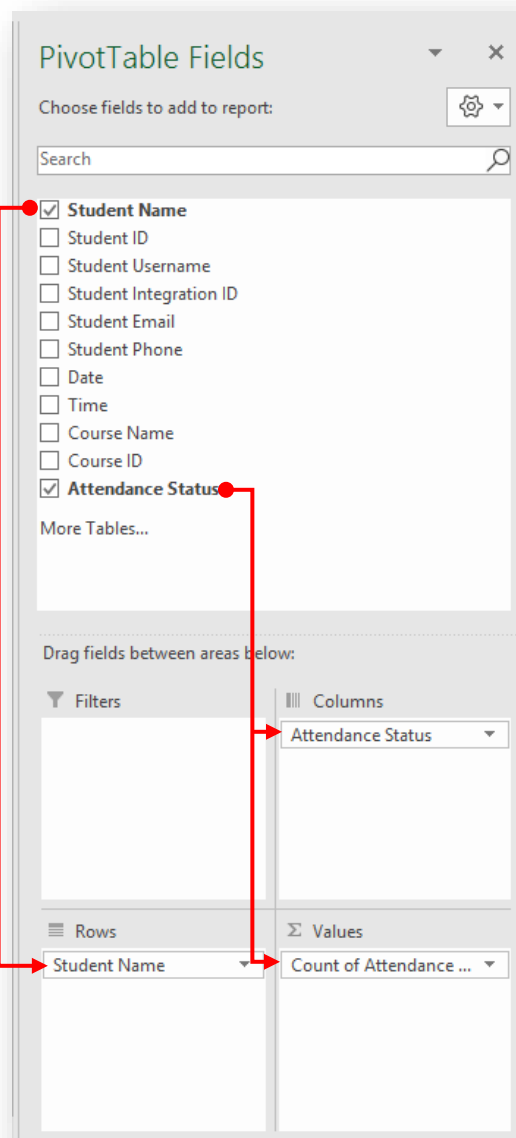 PivotTable Fields
Choose fields to add to report:
Search
Student Name
Student ID
Student Username
Student Integration ID
Student Email
Student Phone
Date
Time
Course Name
Course ID
Attendance Status
More Tables...
Drag fields between areas below:
Filters
Columns
Attendance Status
Rows
Σ Values
Student Name
Count of Attendance ...